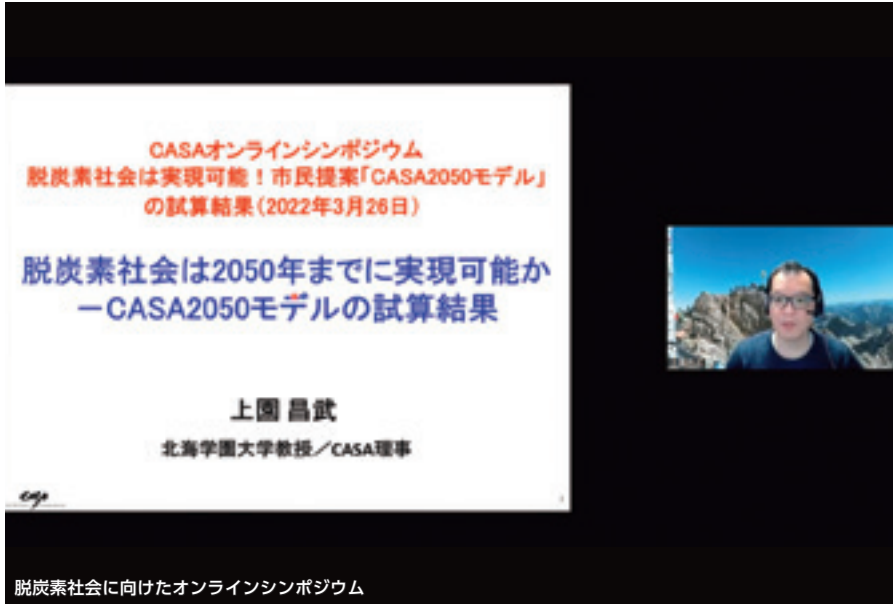 CASAオンラインシンポジウム
脱炭素社会は実現可能！市民提案「CASA2050モデル」
の試算結果（2022年3月26日）
脱炭素社会は2050年までに実現可能か
－CASA2050モデルの試算結果
上園 昌武
北海学園大学教授／CASA理事
casa
脱炭素社会に向けたオンラインシンポジウム